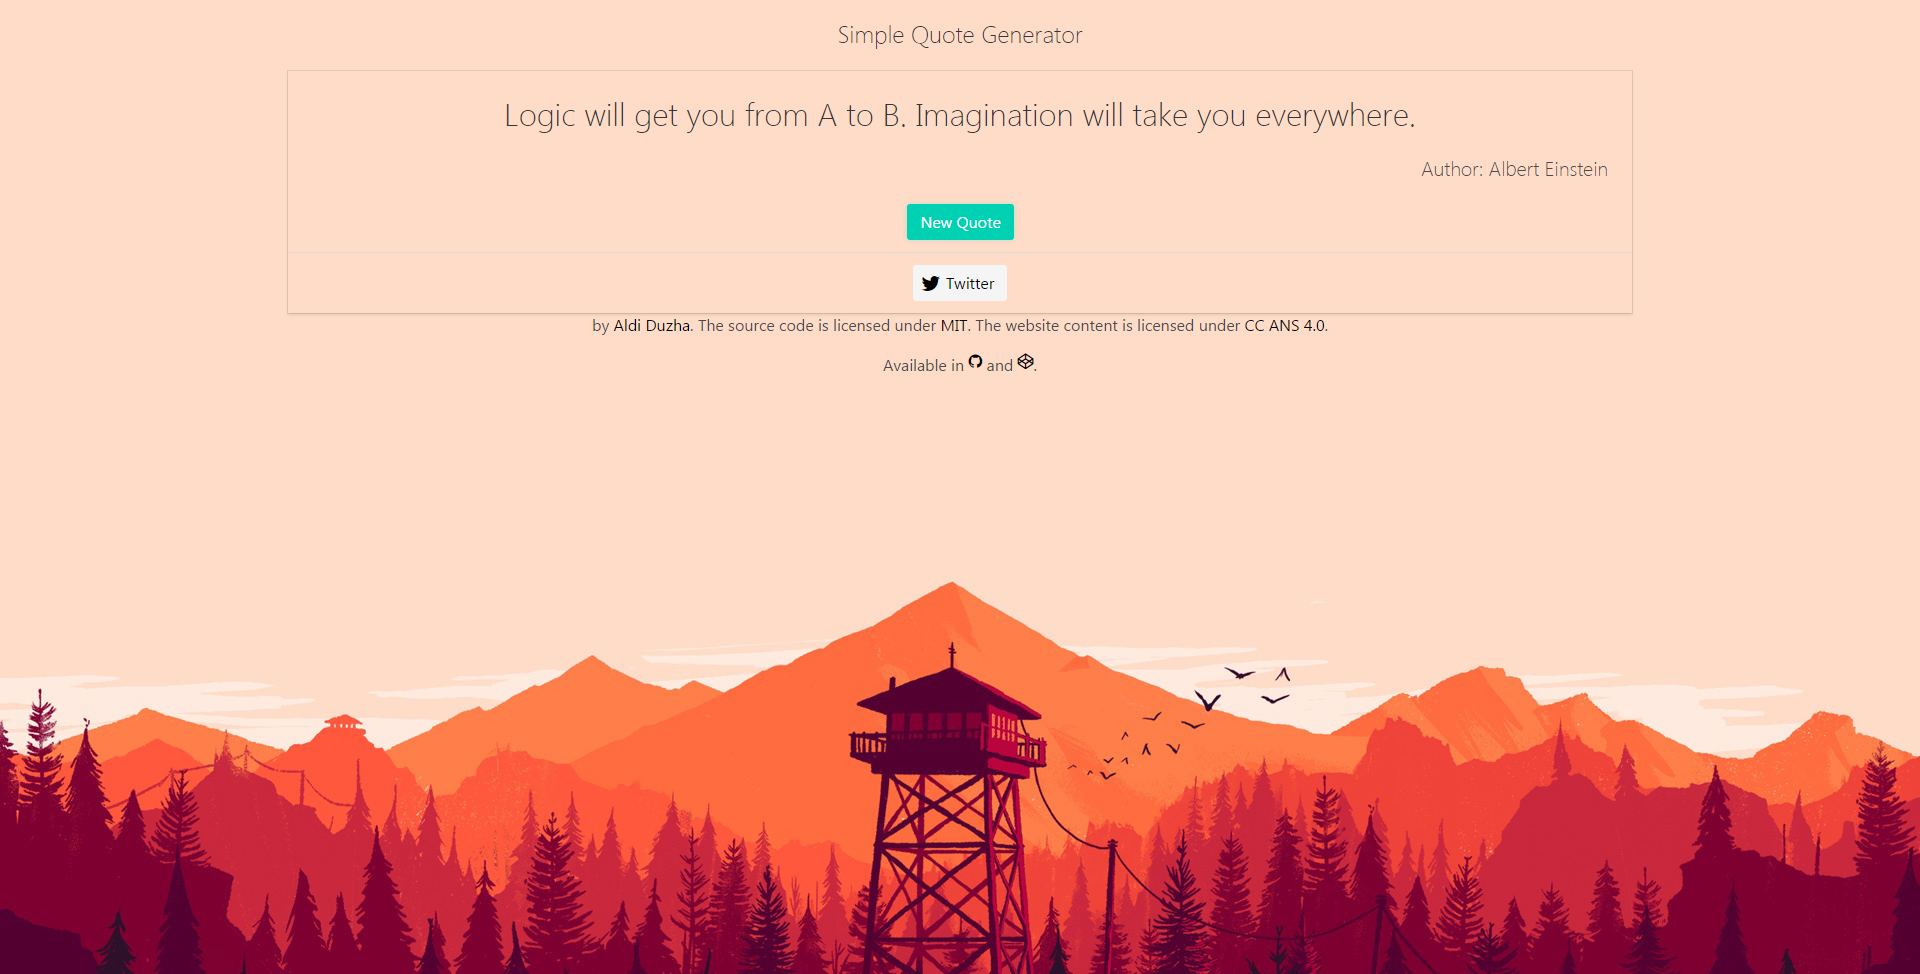 Simple Quote Generator
Logic will get you from A to B. Imagination will take you everywhere.
Author: Albert Einstein
New Quote
Twitter
by Aldi Duzha. The source code is licensed under MIT. The website content is licensed under CC ANS 4.0.
Available in and .